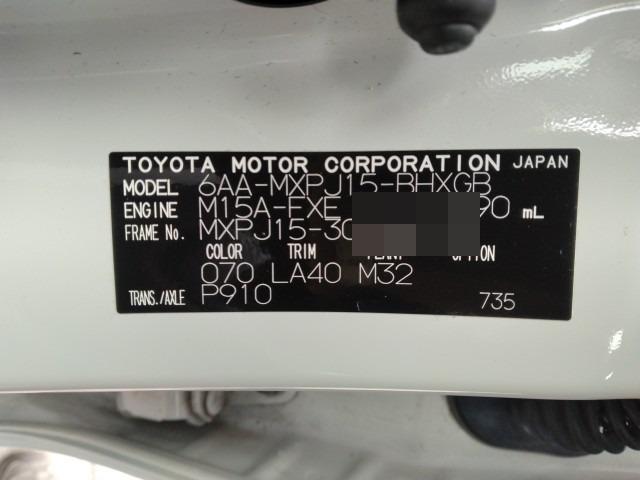 TOYOTA MOTOR CORPORATION JAPAN
MODEL 6AA-MXPJ15-BHXGB
ENGINE M15A-FXE 90 mL
FRAME No. MXPJ15-30
COLOR TRIM
070 LA40 M32
TRANS./AXLE P910 735